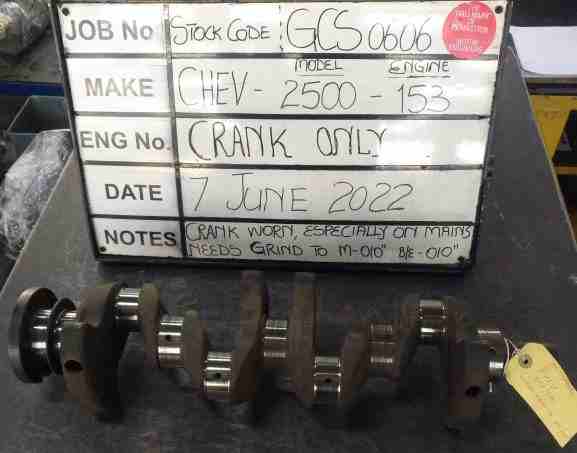 JOB No. STOCK CODE: GCS 0606
MODEL ENGINE
MAKE CHEV - 2500 - 153
ENG No. CRANK ONLY
DATE 7 JUNE 2022
NOTES CRANK WORN, ESPECIALLY ON MAINS
NEEDS GRIND TO M-010" B/E-010"